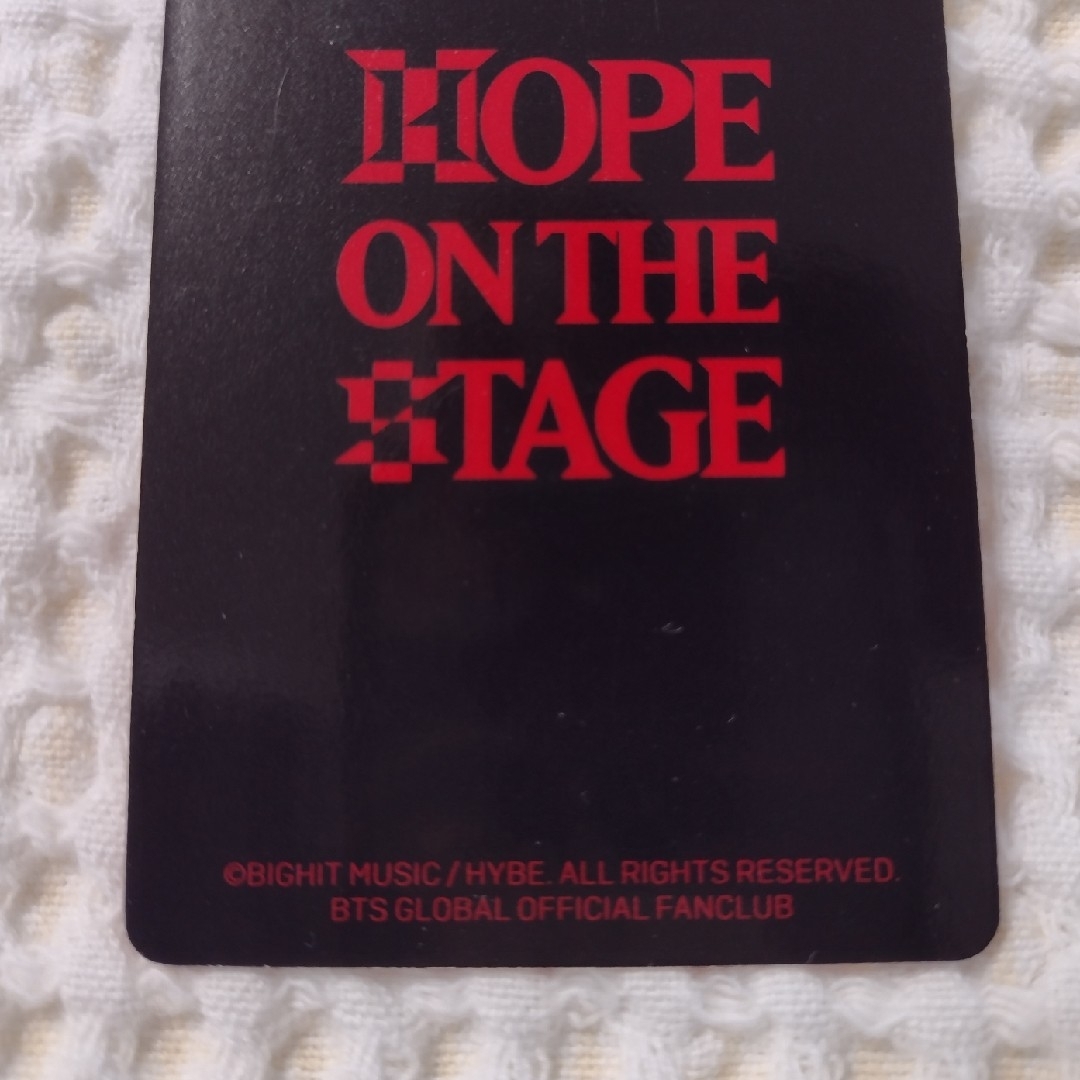 HOPE
ON THE
STAGE
©BIGHIT MUSIC / HYBE. ALL RIGHTS RESERVED.
BTS GLOBAL OFFICIAL FANCLUB